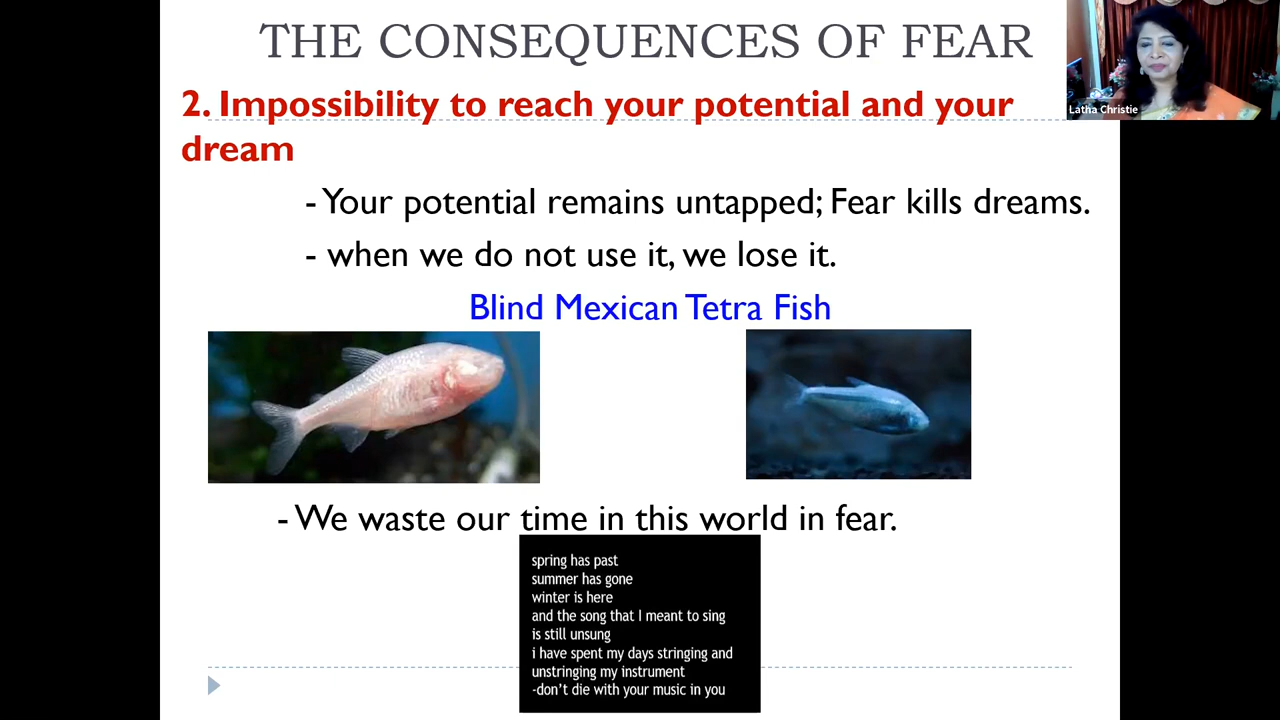 THE CONSEQUENCES OF FEAR
Latha Christie
2. Impossibility to reach your potential and your
dream
- Your potential remains untapped; Fear kills dreams.
- when we do not use it, we lose it.
Blind Mexican Tetra Fish
- We waste our time in this world in fear.
spring has past
summer has gone
winter is here
and the song that I meant to sing
is still unsung
i have spent my days stringing and
unstringing my instrument
-don't die with your music in you